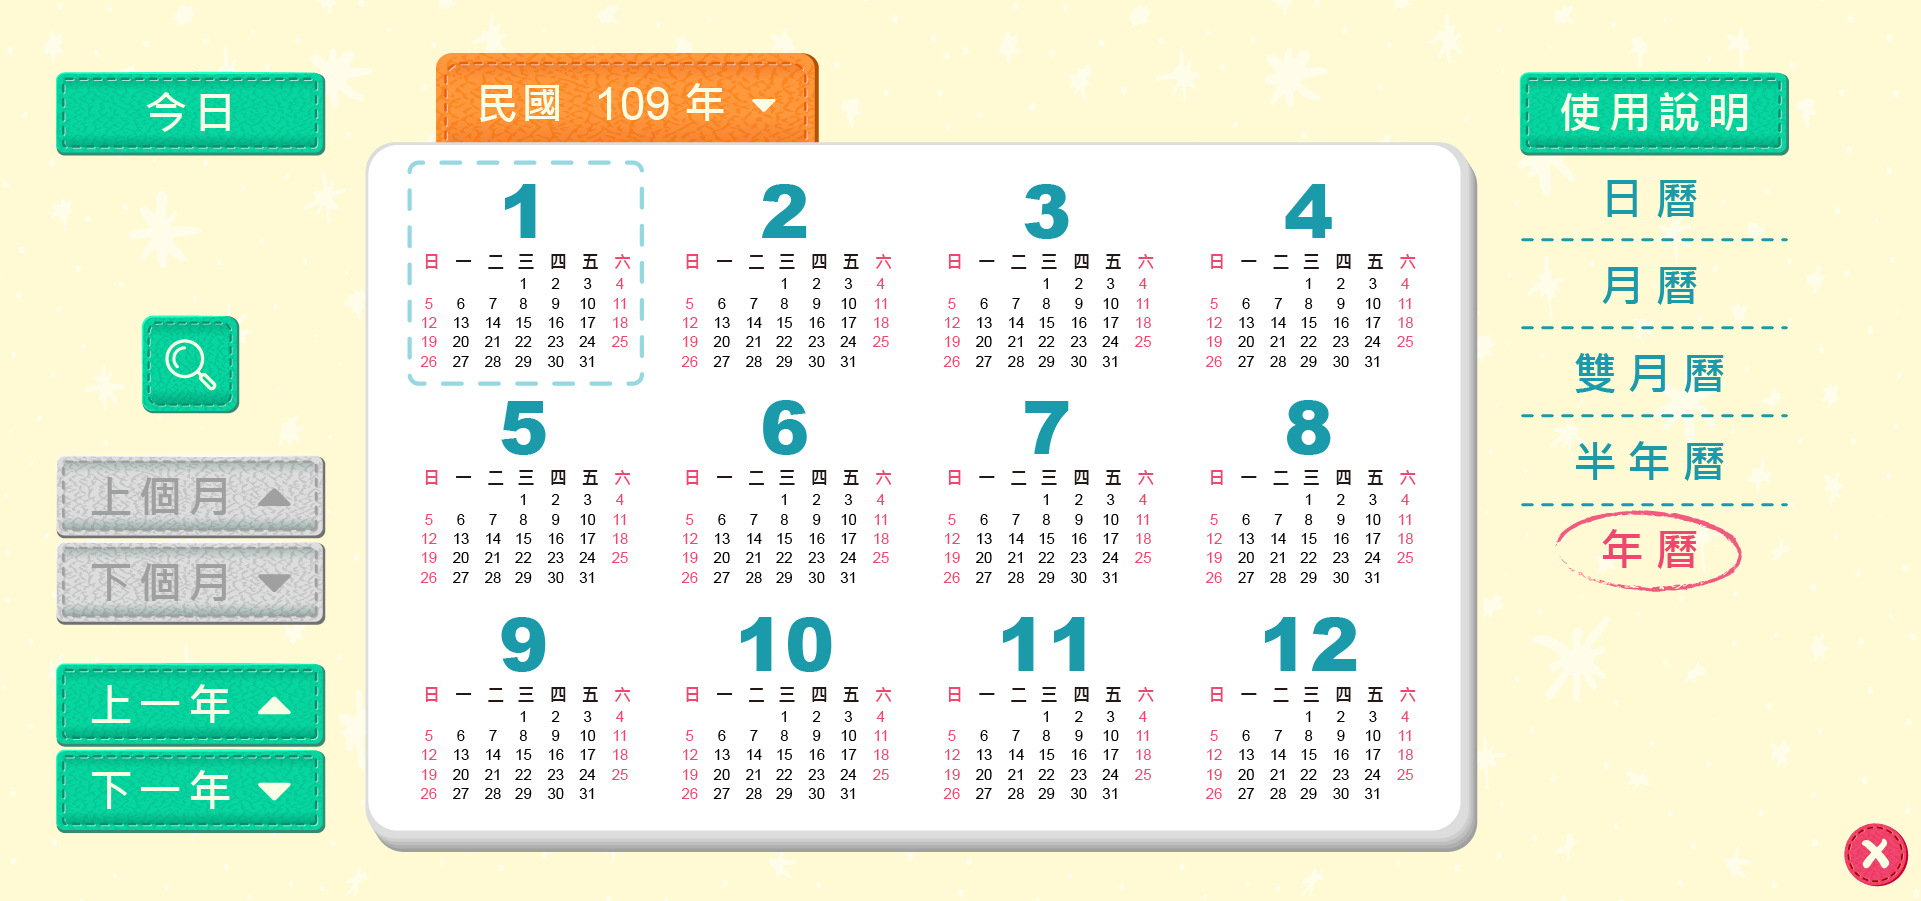 今日
民國 109 年
使用說明
日曆
月曆
雙月曆
半年曆
年曆
上個月
下個月
上一年
下一年
1 2 3 4
日 一 二 三 四 五 六 日 一 二 三 四 五 六 日 一 二 三 四 五 六 日 一 二 三 四 五 六
1 2 3 4 1 2 3 4 1 2 3 4 1 2 3 4
5 6 7 8 9 10 11 5 6 7 8 9 10 11 5 6 7 8 9 10 11 5 6 7 8 9 10 11
12 13 14 15 16 17 18 12 13 14 15 16 17 18 12 13 14 15 16 17 18 12 13 14 15 16 17 18
19 20 21 22 23 24 25 19 20 21 22 23 24 25 19 20 21 22 23 24 25 19 20 21 22 23 24 25
26 27 28 29 30 31 26 27 28 29 30 31 26 27 28 29 30 31 26 27 28 29 30 31
5 6 7 8
日 一 二 三 四 五 六 日 一 二 三 四 五 六 日 一 二 三 四 五 六 日 一 二 三 四 五 六
1 2 3 4 1 2 3 4 1 2 3 4 1 2 3 4
5 6 7 8 9 10 11 5 6 7 8 9 10 11 5 6 7 8 9 10 11 5 6 7 8 9 10 11
12 13 14 15 16 17 18 12 13 14 15 16 17 18 12 13 14 15 16 17 18 12 13 14 15 16 17 18
19 20 21 22 23 24 25 19 20 21 22 23 24 25 19 20 21 22 23 24 25 19 20 21 22 23 24 25
26 27 28 29 30 31 26 27 28 29 30 31 26 27 28 29 30 31 26 27 28 29 30 31
9 10 11 12
日 一 二 三 四 五 六 日 一 二 三 四 五 六 日 一 二 三 四 五 六 日 一 二 三 四 五 六
1 2 3 4 1 2 3 4 1 2 3 4 1 2 3 4
5 6 7 8 9 10 11 5 6 7 8 9 10 11 5 6 7 8 9 10 11 5 6 7 8 9 10 11
12 13 14 15 16 17 18 12 13 14 15 16 17 18 12 13 14 15 16 17 18 12 13 14 15 16 17 18
19 20 21 22 23 24 25 19 20 21 22 23 24 25 19 20 21 22 23 24 25 19 20 21 22 23 24 25
26 27 28 29 30 31 26 27 28 29 30 31 26 27 28 29 30 31 26 27 28 29 30 31